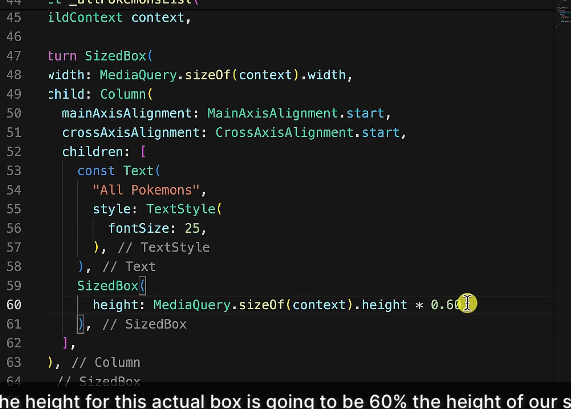 44 _allPokemonsList(
45 ildContext context,
46
47 turn SizedBox(
48 width: MediaQuery.sizeOf(context).width,
49 child: Column(
50 mainAxisAlignment: MainAxisAlignment.start,
51 crossAxisAlignment: CrossAxisAlignment.start,
52 children: [
53 const Text(
54 "All Pokemons",
55 style: TextStyle(
56 fontSize: 25,
57 ), // TextStyle
58 ), // Text
59 SizedBox(
60 height: MediaQuery.sizeOf(context).height * 0.60
61 ), // SizedBox
62 ],
63 ), // Column
64 // SizedBox
he height for this actual box is going to be 60% the height of our s